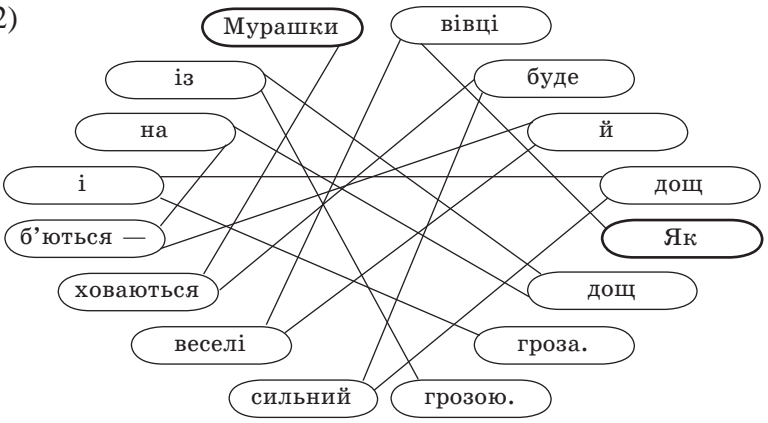 2)
Мурашки
вівці
із
буде
на
й
і
дощ
б’ються —
Як
ховаються
дощ
веселі
гроза.
сильний
грозою.